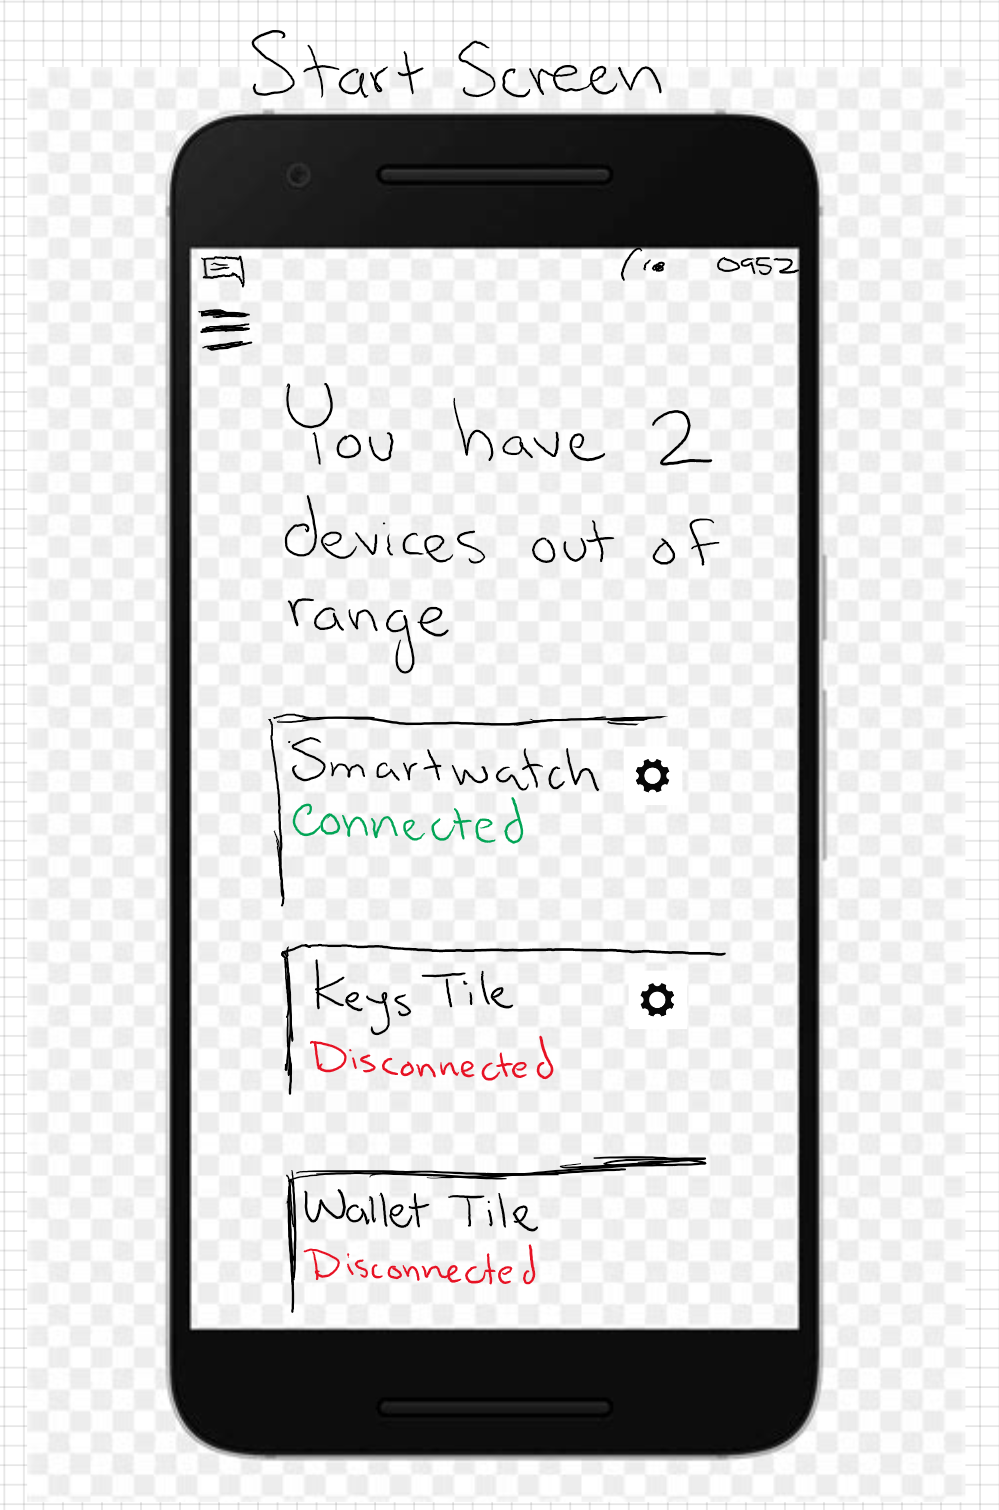 Start Screen
0952
You have 2
devices out of
range
Smartwatch
Connected
Keys Tile
Disconnected
Wallet Tile
Disconnected